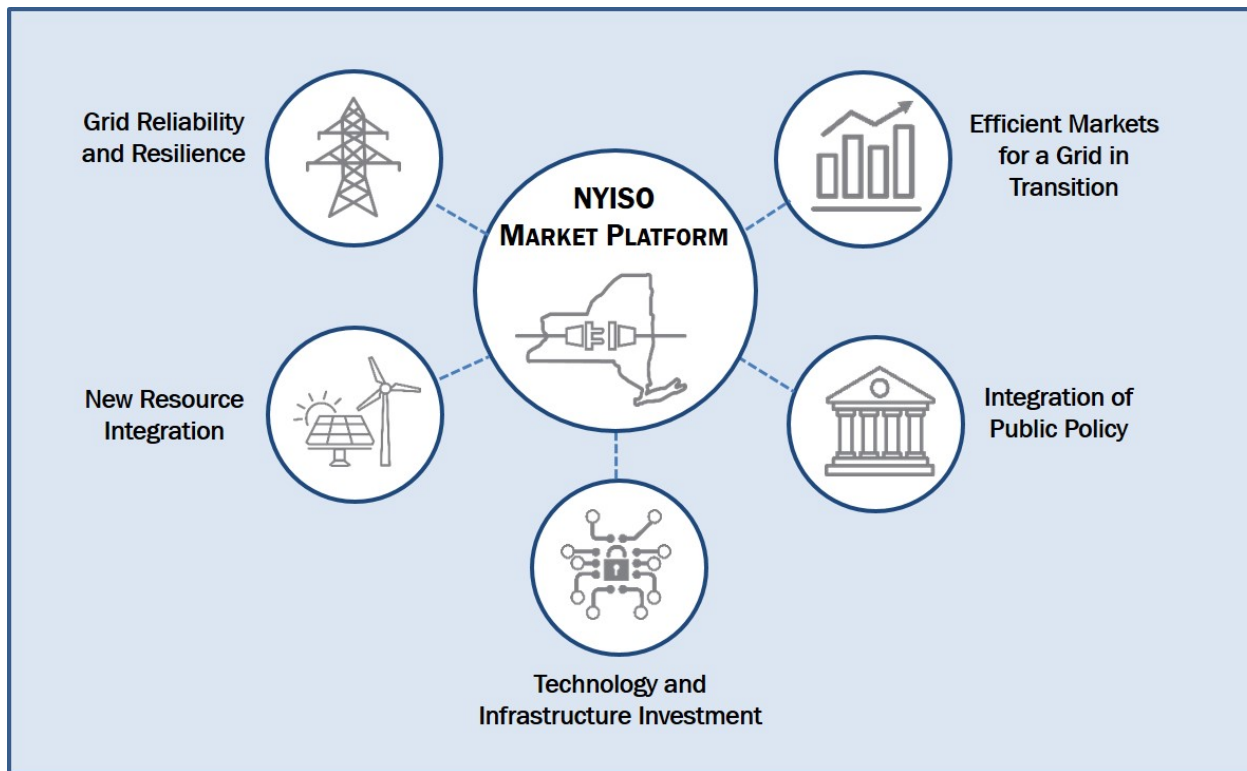 Grid Reliability
and Resilience
Efficient Markets
for a Grid in
Transition
NYISO
MARKET PLATFORM
New Resource
Integration
Integration of
Public Policy
Technology and
Infrastructure Investment